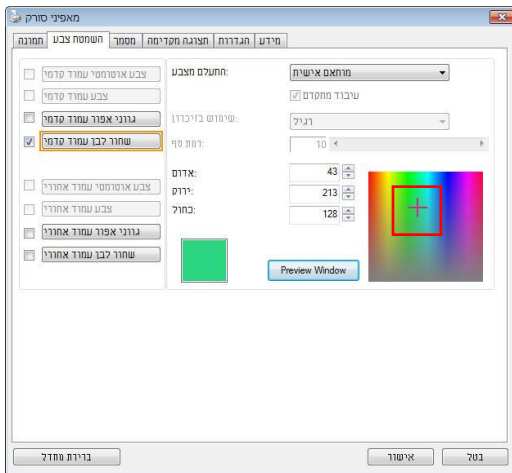 מאפיני סורק
תמונה
השמטת צבע
מסמך
תצוגה מקדימה
הגדרות
מידע
צבע אוטומטי עמוד קדמי
צבע עמוד קדמי
גווני אפור עמוד קדמי
שחור לבן עמוד קדמי
צבע אוטומטי עמוד אחורי
צבע עמוד אחורי
גווני אפור עמוד אחורי
שחור לבן עמוד אחורי
התעלם מצבע:
מותאם אישית
עיבוד מתקדם
שימוש בזיכרון:
רגיל
רמת סף:
10
אדום:
43
ירוק:
213
כחול:
128
Preview Window
ברירת מחדל
אישור
בטל